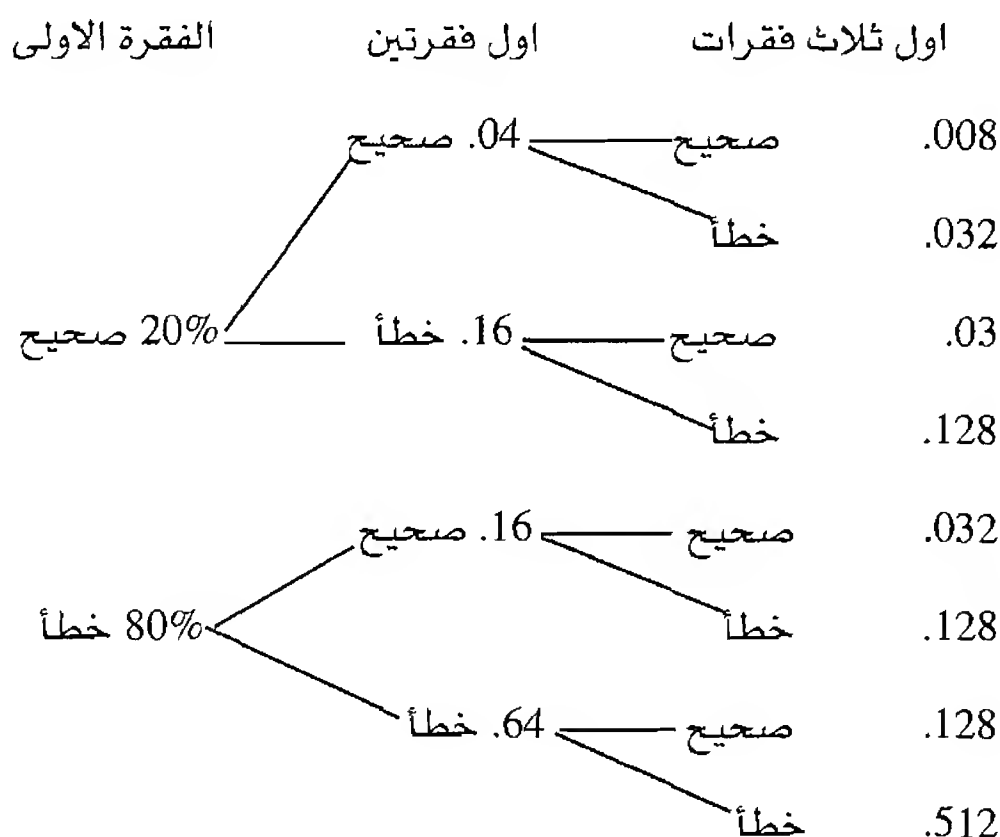 اول ثلاث فقرات اول فقرتين الفقرة الاولى
.008 صحيح .04 صحيح
.032 خطأ
.03 صحيح .16 خطأ 20% صحيح
.128 خطأ
.032 صحيح .16 صحيح
.128 خطأ 80% خطأ
.128 صحيح .64 خطأ
.512 خطأ